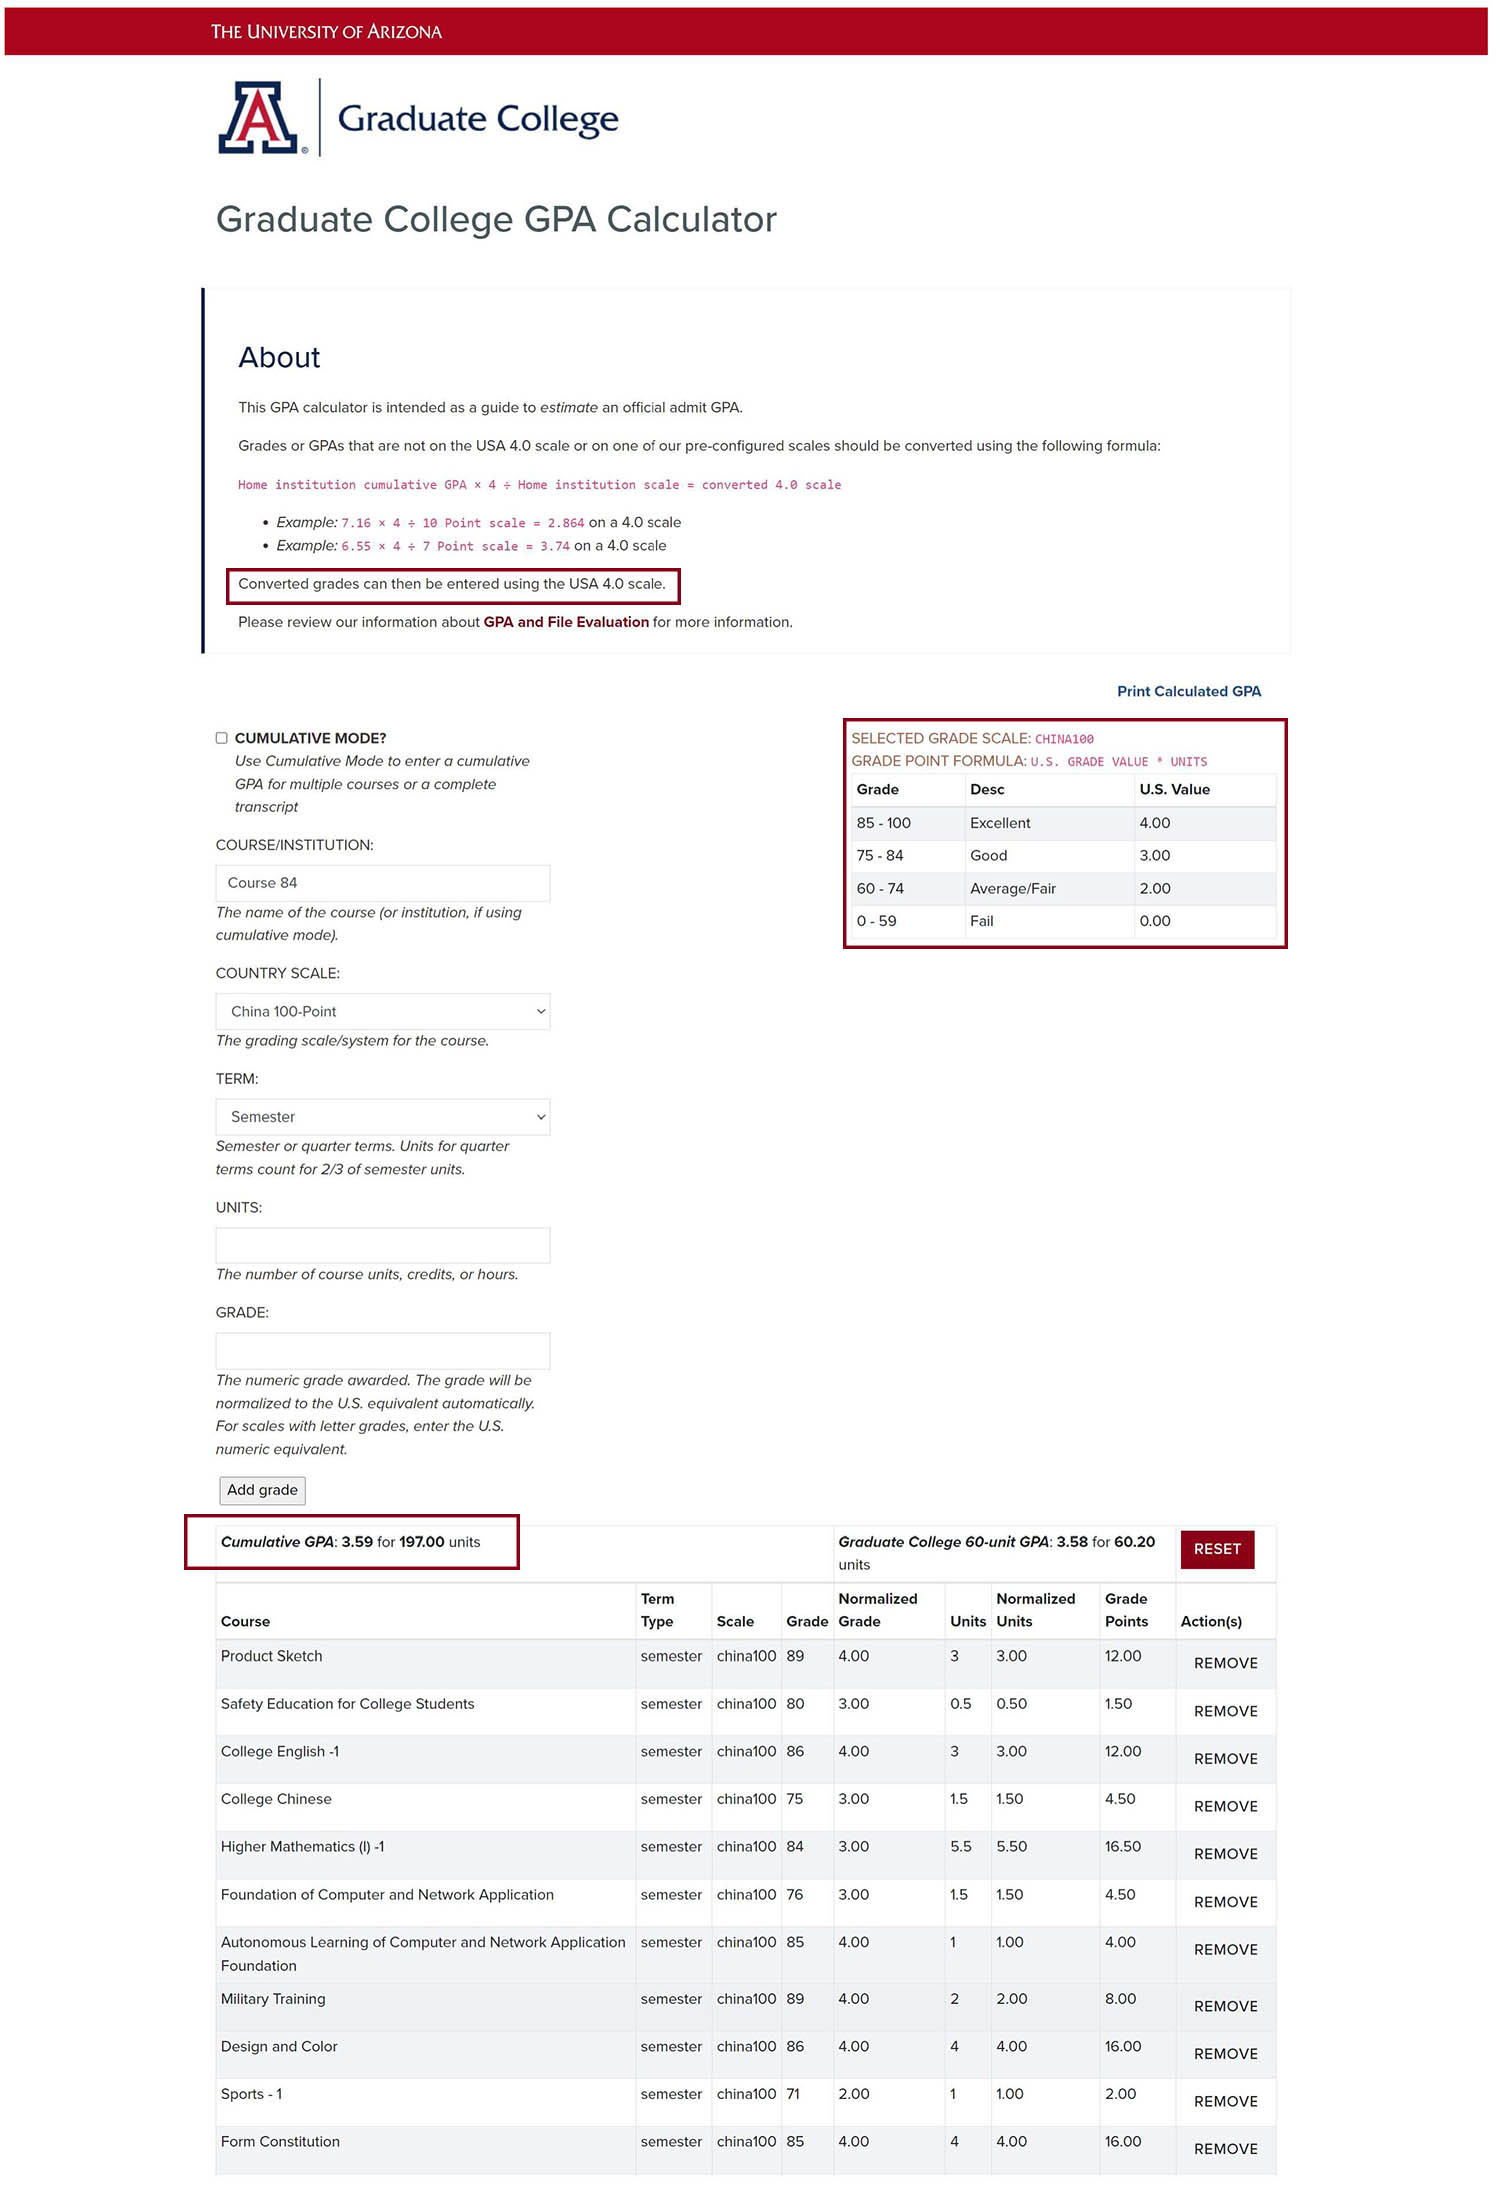 THE UNIVERSITY OF ARIZONA
A ® Graduate College
Graduate College GPA Calculator
About
This GPA calculator is intended as a guide to estimate an official admit GPA.
Grades or GPAs that are not on the USA 4.0 scale or on one of our pre-configured scales should be converted using the following formula:
Home institution cumulative GPA × 4 ÷ Home institution scale = converted 4.0 scale
• Example: 7.16 × 4 ÷ 10 Point scale = 2.864 on a 4.0 scale
• Example: 6.55 × 4 ÷ 7 Point scale = 3.74 on a 4.0 scale
Converted grades can then be entered using the USA 4.0 scale.
Please review our information about GPA and File Evaluation for more information.
Print Calculated GPA
CUMULATIVE MODE?
Use Cumulative Mode to enter a cumulative
GPA for multiple courses or a complete
transcript
COURSE/INSTITUTION:
Course 84
The name of the course (or institution, if using
cumulative mode).
COUNTRY SCALE:
China 100-Point
The grading scale/system for the course.
TERM:
Semester
Semester or quarter terms. Units for quarter
terms count for 2/3 of semester units.
UNITS:
The number of course units, credits, or hours.
GRADE:
The numeric grade awarded. The grade will be
normalized to the U.S. equivalent automatically.
For scales with letter grades, enter the U.S.
numeric equivalent.
Add grade
SELECTED GRADE SCALE: CHINA100
GRADE POINT FORMULA: U.S. GRADE VALUE * UNITS
Grade Desc U.S. Value
85 - 100 Excellent 4.00
75 - 84 Good 3.00
60 - 74 Average/Fair 2.00
0 - 59 Fail 0.00
Cumulative GPA: 3.59 for 197.00 units
Graduate College 60-unit GPA: 3.58 for 60.20
units
RESET
Course Term Type Scale Grade Normalized Grade Units Normalized Units Grade Points Action(s)
Product Sketch semester china100 89 4.00 3 3.00 12.00 REMOVE
Safety Education for College Students semester china100 80 3.00 0.5 0.50 1.50 REMOVE
College English -1 semester china100 86 4.00 3 3.00 12.00 REMOVE
College Chinese semester china100 75 3.00 1.5 1.50 4.50 REMOVE
Higher Mathematics (I) -1 semester china100 84 3.00 5.5 5.50 16.50 REMOVE
Foundation of Computer and Network Application semester china100 76 3.00 1.5 1.50 4.50 REMOVE
Autonomous Learning of Computer and Network Application semester china100 85 4.00 1 1.00 4.00 REMOVE
Foundation
Military Training semester china100 89 4.00 2 2.00 8.00 REMOVE
Design and Color semester china100 86 4.00 4 4.00 16.00 REMOVE
Sports - 1 semester china100 71 2.00 1 1.00 2.00 REMOVE
Form Constitution semester china100 85 4.00 4 4.00 16.00 REMOVE